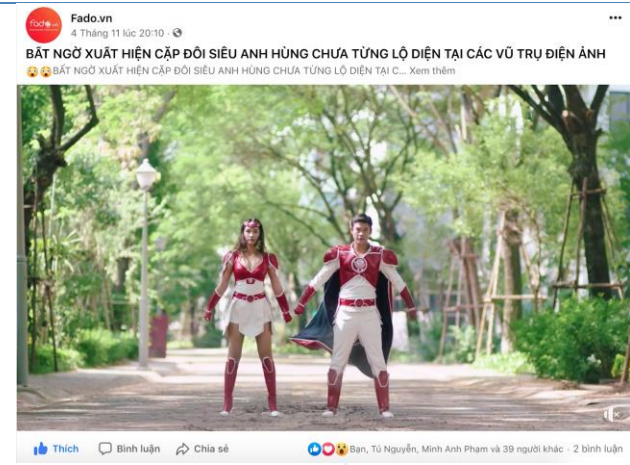 fado.vn
Fado.vn
4 Tháng 11 lúc 20:10 ·
BẤT NGỜ XUẤT HIỆN CẶP ĐÔI SIÊU ANH HÙNG CHƯA TỪNG LỘ DIỆN TẠI CÁC VŨ TRỤ ĐIỆN ẢNH
BẤT NGỜ XUẤT HIỆN CẶP ĐÔI SIÊU ANH HÙNG CHƯA TỪNG LỘ DIỆN TẠI C... Xem thêm
Thích Bình luận Chia sẻ Bạn, Tú Nguyễn, Minh Anh Phạm và 39 người khác · 2 bình luận